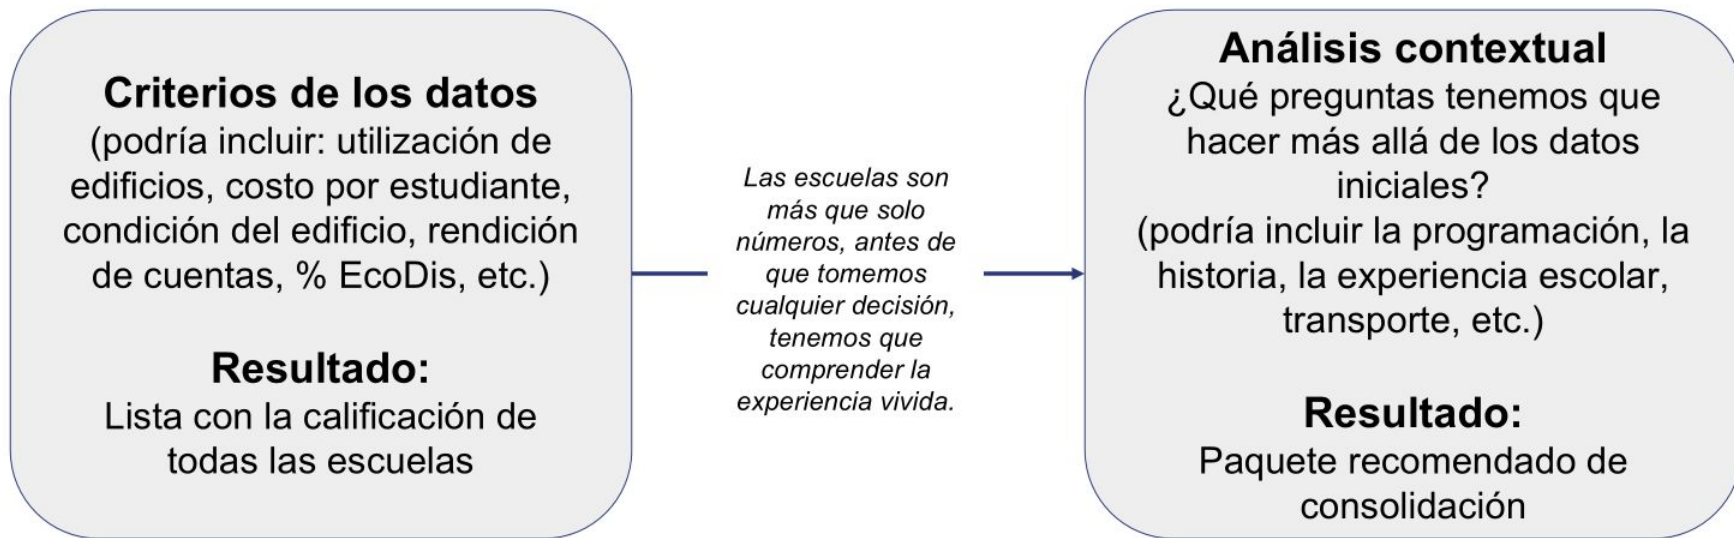 Criterios de los datos
(podría incluir: utilización de
edificios, costo por estudiante,
condición del edificio, rendición
de cuentas, % EcoDis, etc.)
Resultado:
Lista con la calificación de
todas las escuelas
Las escuelas son
más que solo
números, antes de
que tomemos
cualquier decisión,
tenemos que
comprender la
experiencia vivida.
Análisis contextual
¿Qué preguntas tenemos que
hacer más allá de los datos
iniciales?
(podría incluir la programación, la
historia, la experiencia escolar,
transporte, etc.)
Resultado:
Paquete recomendado de
consolidación